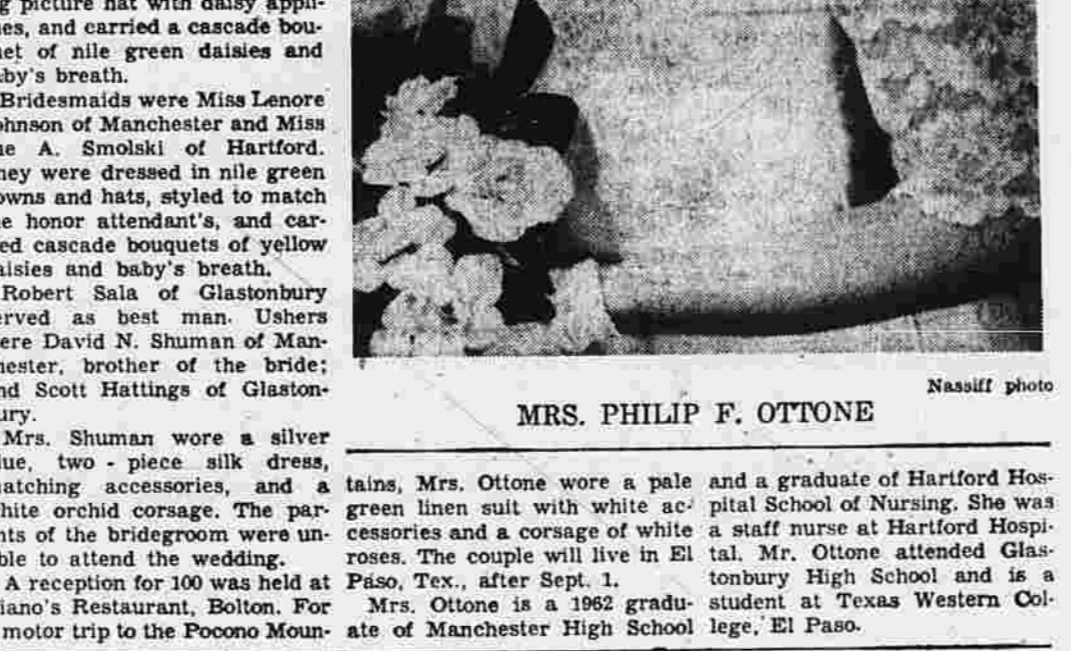 g picture hat with daisy appli-
es, and carried a cascade bou-
et of nile green daisies and
aby's breath.
Bridesmaids were Miss Lenore
ohnson of Manchester and Miss
ne A. Smolski of Hartford.
hey were dressed in nile green
owns and hats, styled to match
e honor attendant's, and car-
ed cascade bouquets of yellow
aisies and baby's breath.
Robert Sala of Glastonbury
erved as best man. Ushers
ere David N. Shuman of Man-
hester, brother of the bride;
nd Scott Hattings of Glaston-
ury.
Mrs. Shuman wore a silver
lue, two - piece silk dress,
atching accessories, and a
hite orchid corsage. The par-
nts of the bridegroom were un-
ble to attend the wedding.
A reception for 100 was held at
iano's Restaurant, Bolton. For
motor trip to the Pocono Moun-
Nassiff photo
MRS. PHILIP F. OTTONE
tains, Mrs. Ottone wore a pale
green linen suit with white ac-
cessories and a corsage of white
roses. The couple will live in El
Paso, Tex., after Sept. 1.
Mrs. Ottone is a 1962 gradu-
ate of Manchester High School
and a graduate of Hartford Hos-
pital School of Nursing. She was
a staff nurse at Hartford Hospi-
tal. Mr. Ottone attended Glas-
tonbury High School and is a
student at Texas Western Col-
lege, El Paso.